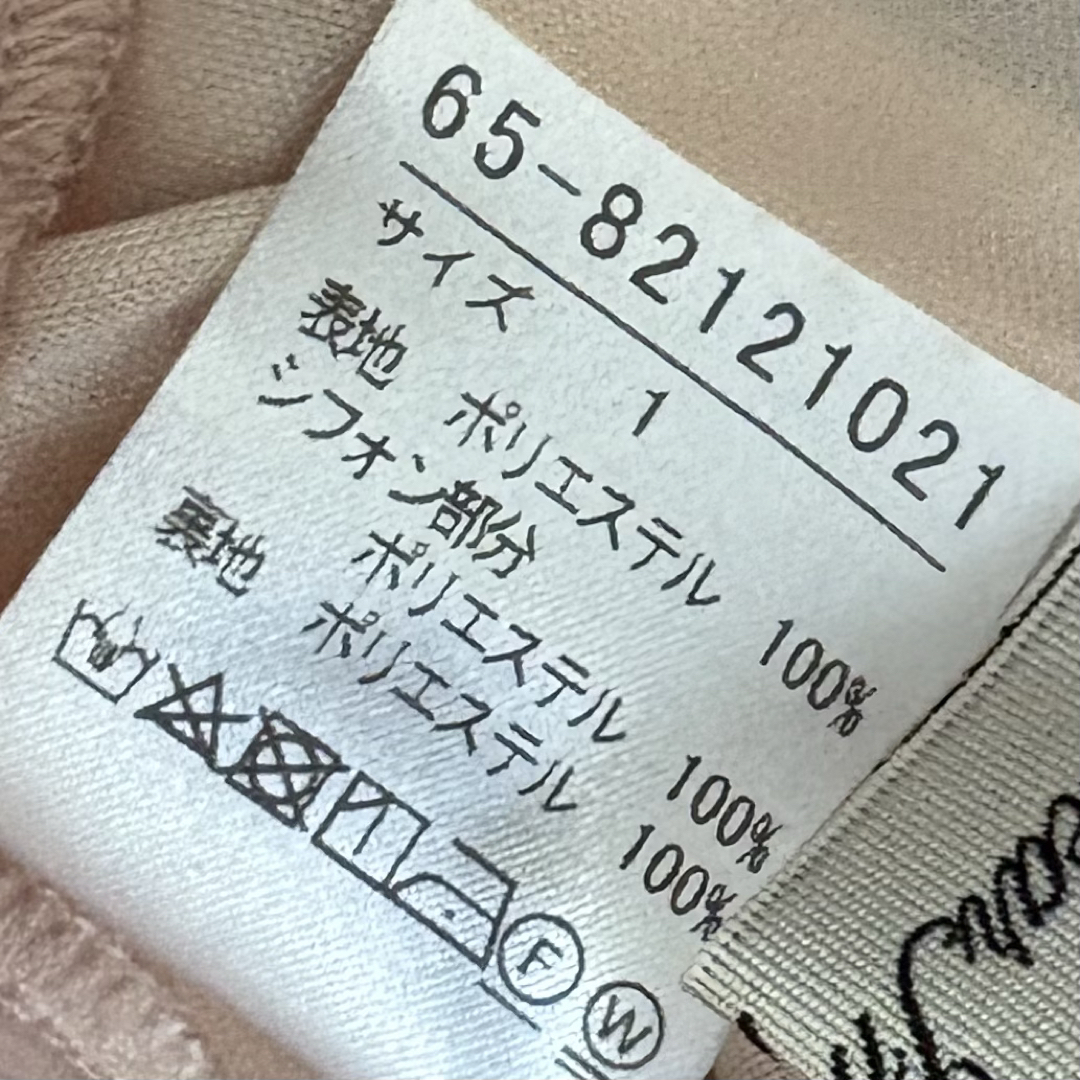 65-82121021
サイズ 1
表地 ポリエステル 100%
シフォン部分
ポリエステル 100%
裏地 ポリエステル 100%
F W